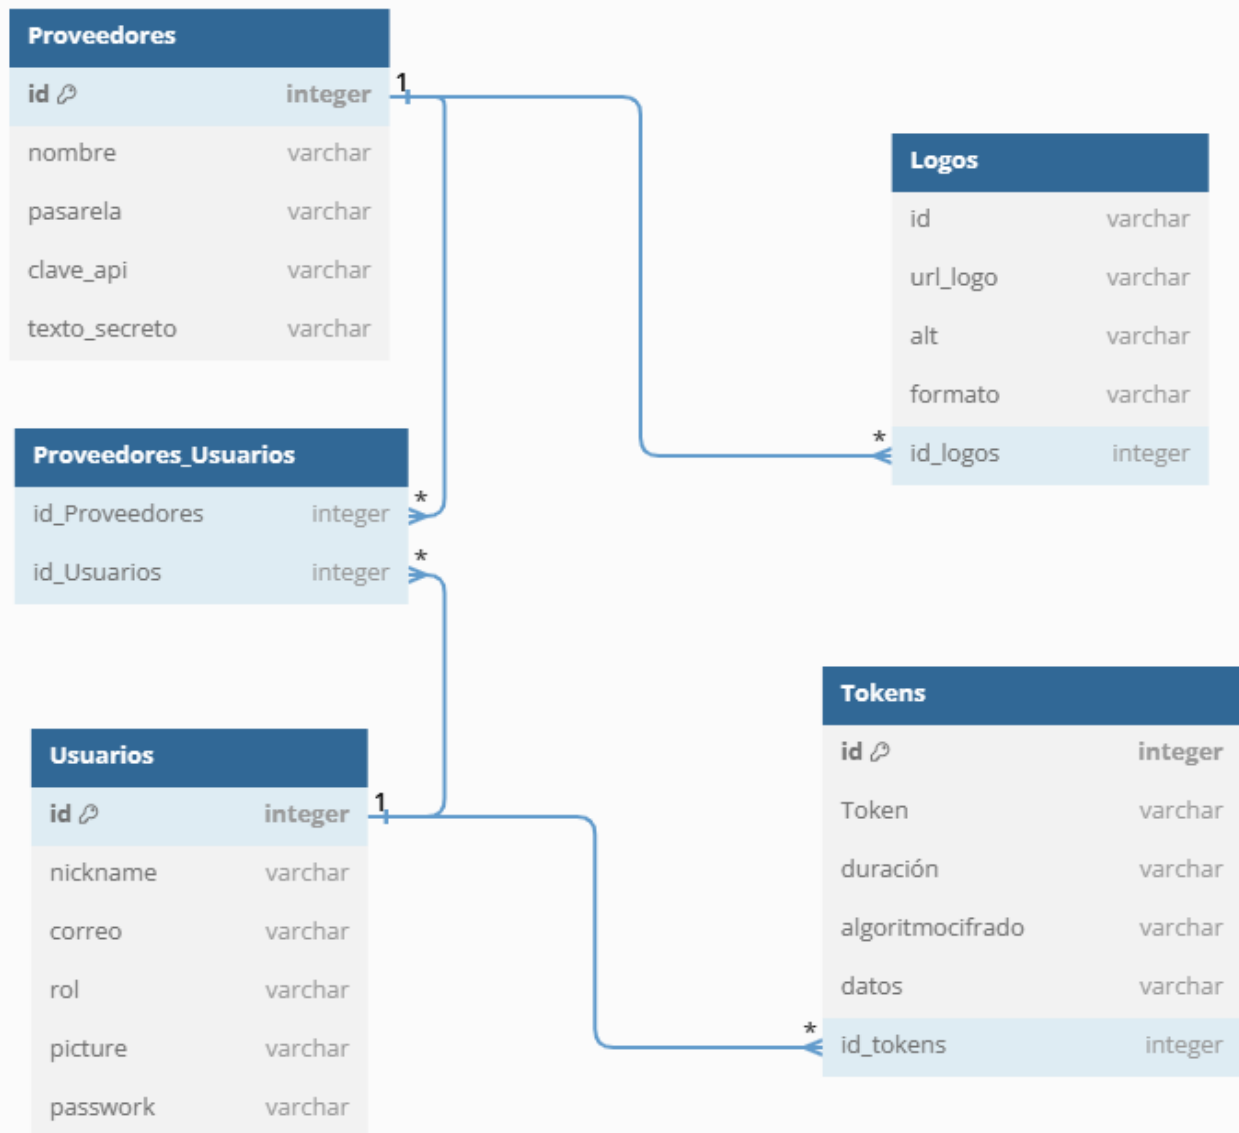 Proveedores
id integer
nombre varchar
pasarela varchar
clave_api varchar
texto_secreto varchar
1
Logos
id varchar
url_logo varchar
alt varchar
formato varchar
* id_logos integer
Proveedores_Usuarios
id_Proveedores integer *
id_Usuarios integer *
Tokens
id integer
Token varchar
duración varchar
algoritmocifrado varchar
datos varchar
* id_tokens integer
Usuarios
id integer 1
nickname varchar
correo varchar
rol varchar
picture varchar
passwork varchar